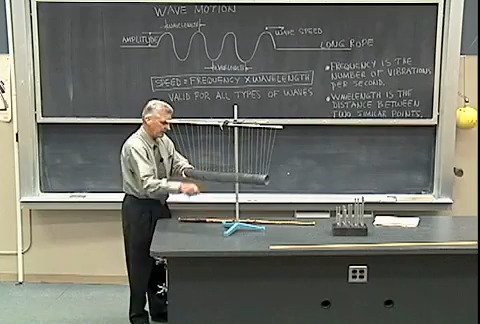 WAVE MOTION
WAVELENGTH
WAVE SPEED
AMPLITUDE
LONG ROPE
WAVELENGTH
SPEED = FREQUENCY X WAVELENGTH
VALID FOR ALL TYPES OF WAVES
• FREQUENCY IS THE
NUMBER OF VIBRATIONS
PER SECOND.
• WAVELENGTH IS THE
DISTANCE BETWEEN
TWO SIMILAR POINTS.